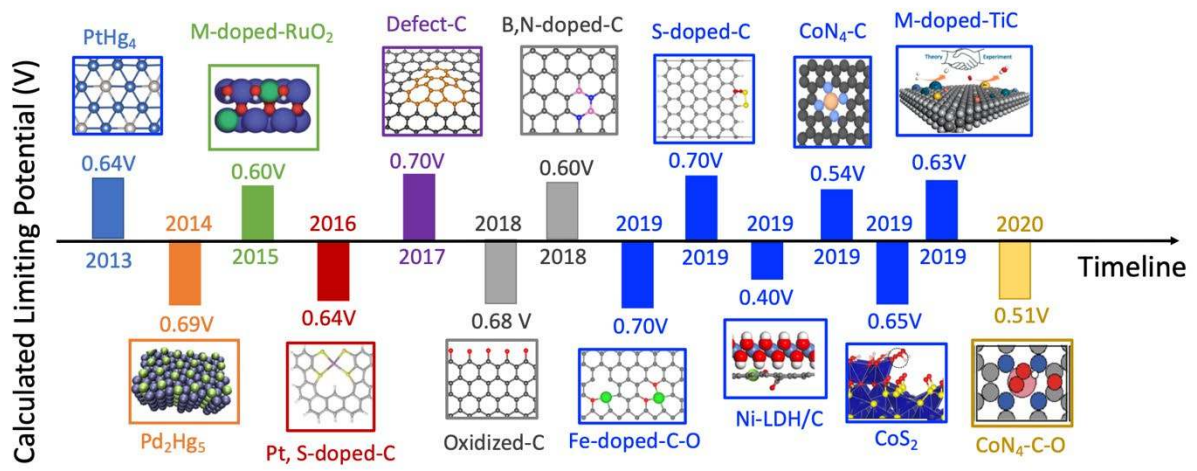 Calculated Limiting Potential (V)
PtHg₄
M-doped-RuO₂
Defect-C
B,N-doped-C
S-doped-C
CoN₄-C
M-doped-TiC
Theory
Experiment
0.64V
0.60V
0.70V
0.60V
0.70V
0.54V
0.63V
2014
2016
2018
2019
2019
2019
2020
2013
2015
2017
2018
2019
2019
2019
Timeline
0.69V
0.64V
0.68 V
0.70V
0.40V
0.65V
0.51V
Pd₂Hg₅
Pt, S-doped-C
Oxidized-C
Fe-doped-C-O
Ni-LDH/C
CoS₂
CoN₄-C-O